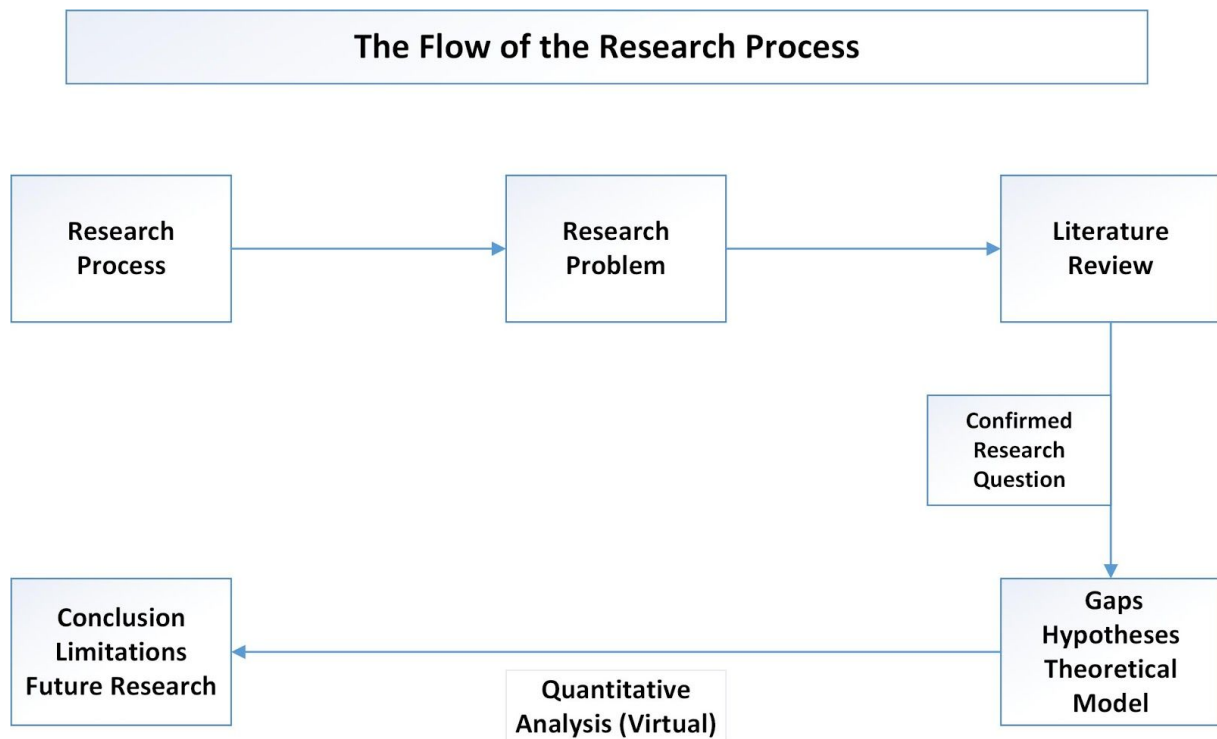 The Flow of the Research Process
Research
Process
Research
Problem
Literature
Review
Confirmed
Research
Question
Gaps
Hypotheses
Theoretical
Model
Quantitative
Analysis (Virtual)
Conclusion
Limitations
Future Research